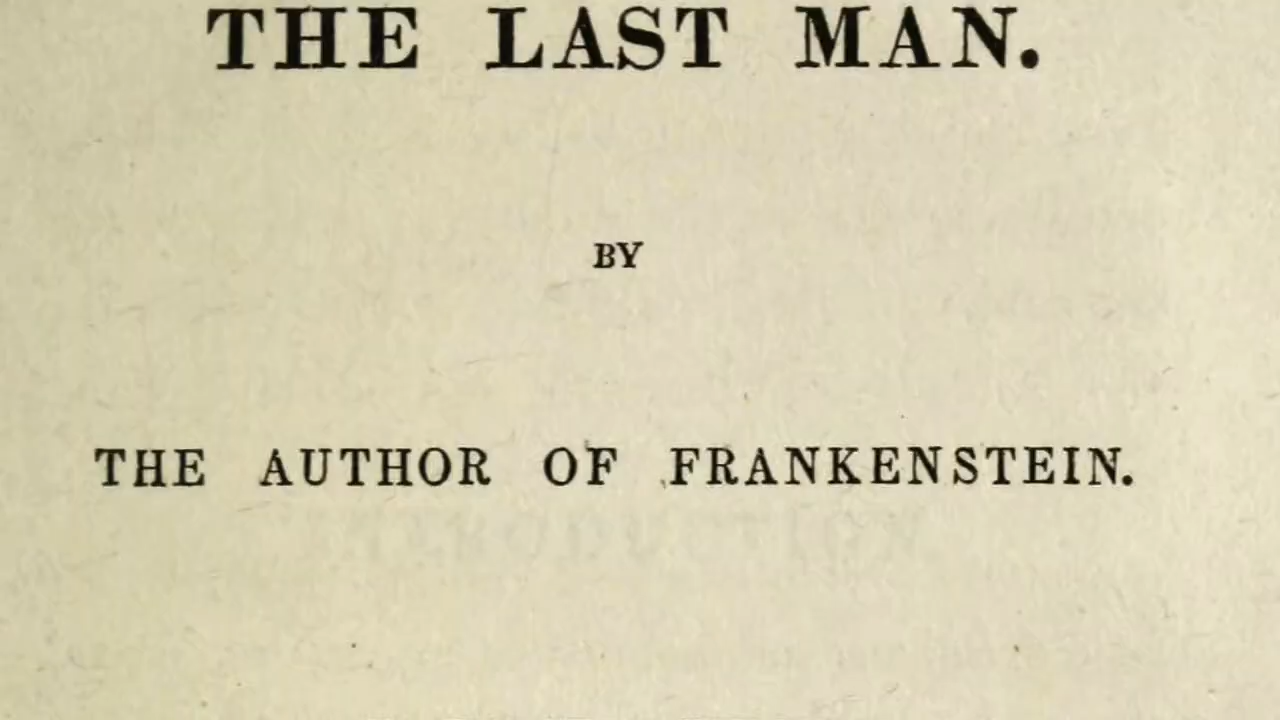 THE LAST MAN.
BY
THE AUTHOR OF FRANKENSTEIN.